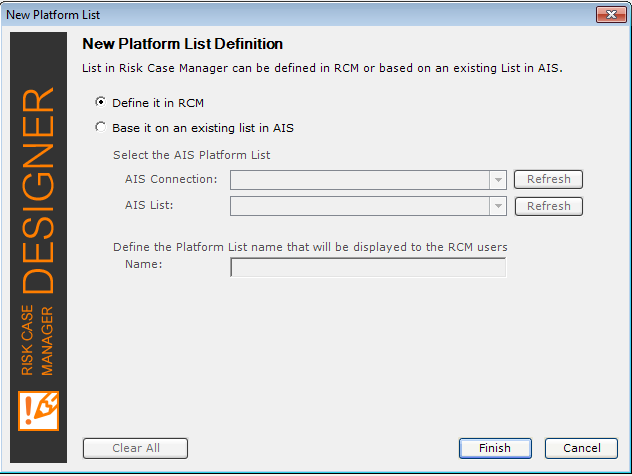 New Platform List
New Platform List Definition
List in Risk Case Manager can be defined in RCM or based on an existing List in AIS.
Define it in RCM
Base it on an existing list in AIS
Select the AIS Platform List
AIS Connection:
Refresh
AIS List:
Refresh
Define the Platform List name that will be displayed to the RCM users
Name:
RISK CASE
MANAGER
DESIGNER
Clear All
Finish
Cancel